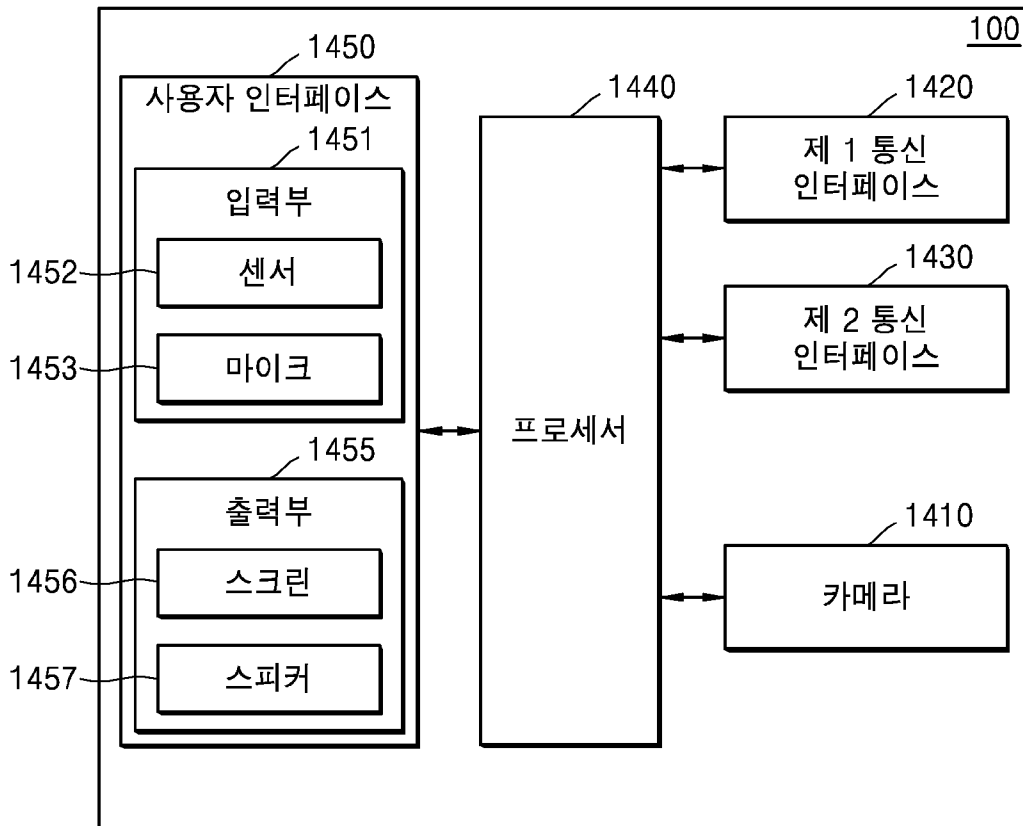 100
1450
사용자 인터페이스
1451
입력부
1452
센서
1453
마이크
1455
출력부
1456
스크린
1457
스피커
1440
프로세서
1420
제 1 통신
인터페이스
1430
제 2 통신
인터페이스
1410
카메라